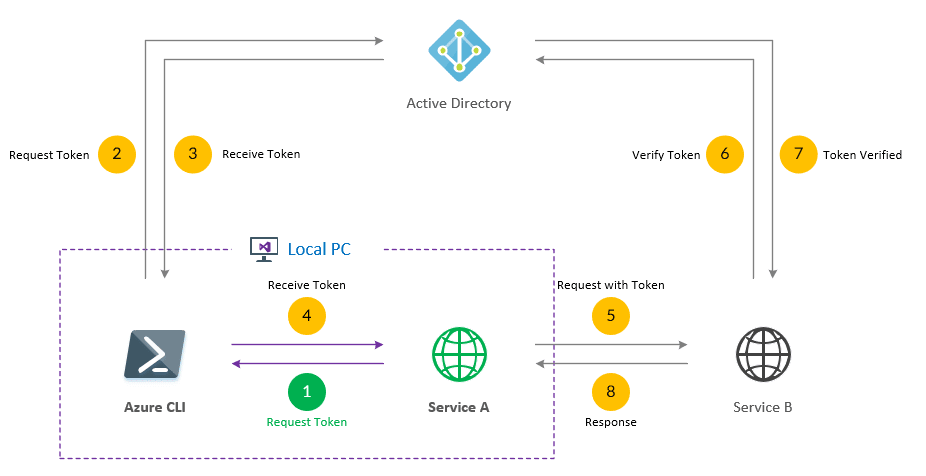 Active Directory
Request Token
2
3
Receive Token
Verify Token
6
7
Token Verified
Local PC
Receive Token
4
Request with Token
5
1
Request Token
8
Response
Azure CLI
Service A
Service B